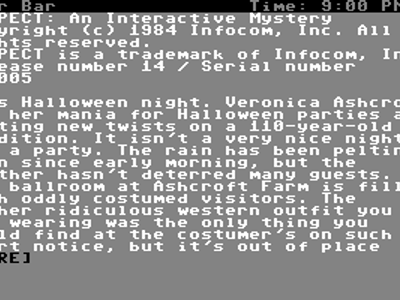 r Bar Time: 9:00 PM
PECT: An Interactive Mystery
yright (c) 1984 Infocom, Inc. All
hts reserved.
PECT is a trademark of Infocom, In
ease number 14 / Serial number
005
s Halloween night. Veronica Ashcro
her mania for Halloween parties a
ting new twists on a 110-year-old
dition. It isn't a very nice night
a party. The rain has been peltin
n since early morning, but the
ther hasn't deterred many guests.
ballroom at Ashcroft Farm is fill
h oddly costumed visitors. The
her ridiculous western outfit you
wearing was the only thing you
ld find at the costumer's on such
rt notice, but it's out of place
RE]